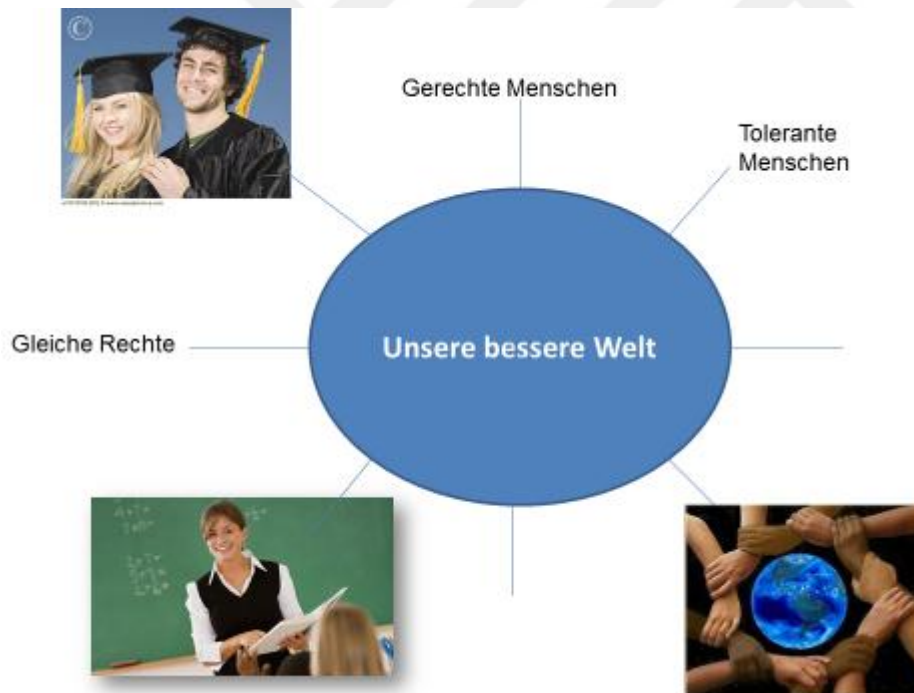 ©
Gerechte Menschen
Tolerante
Menschen
Gleiche Rechte
Unsere bessere Welt